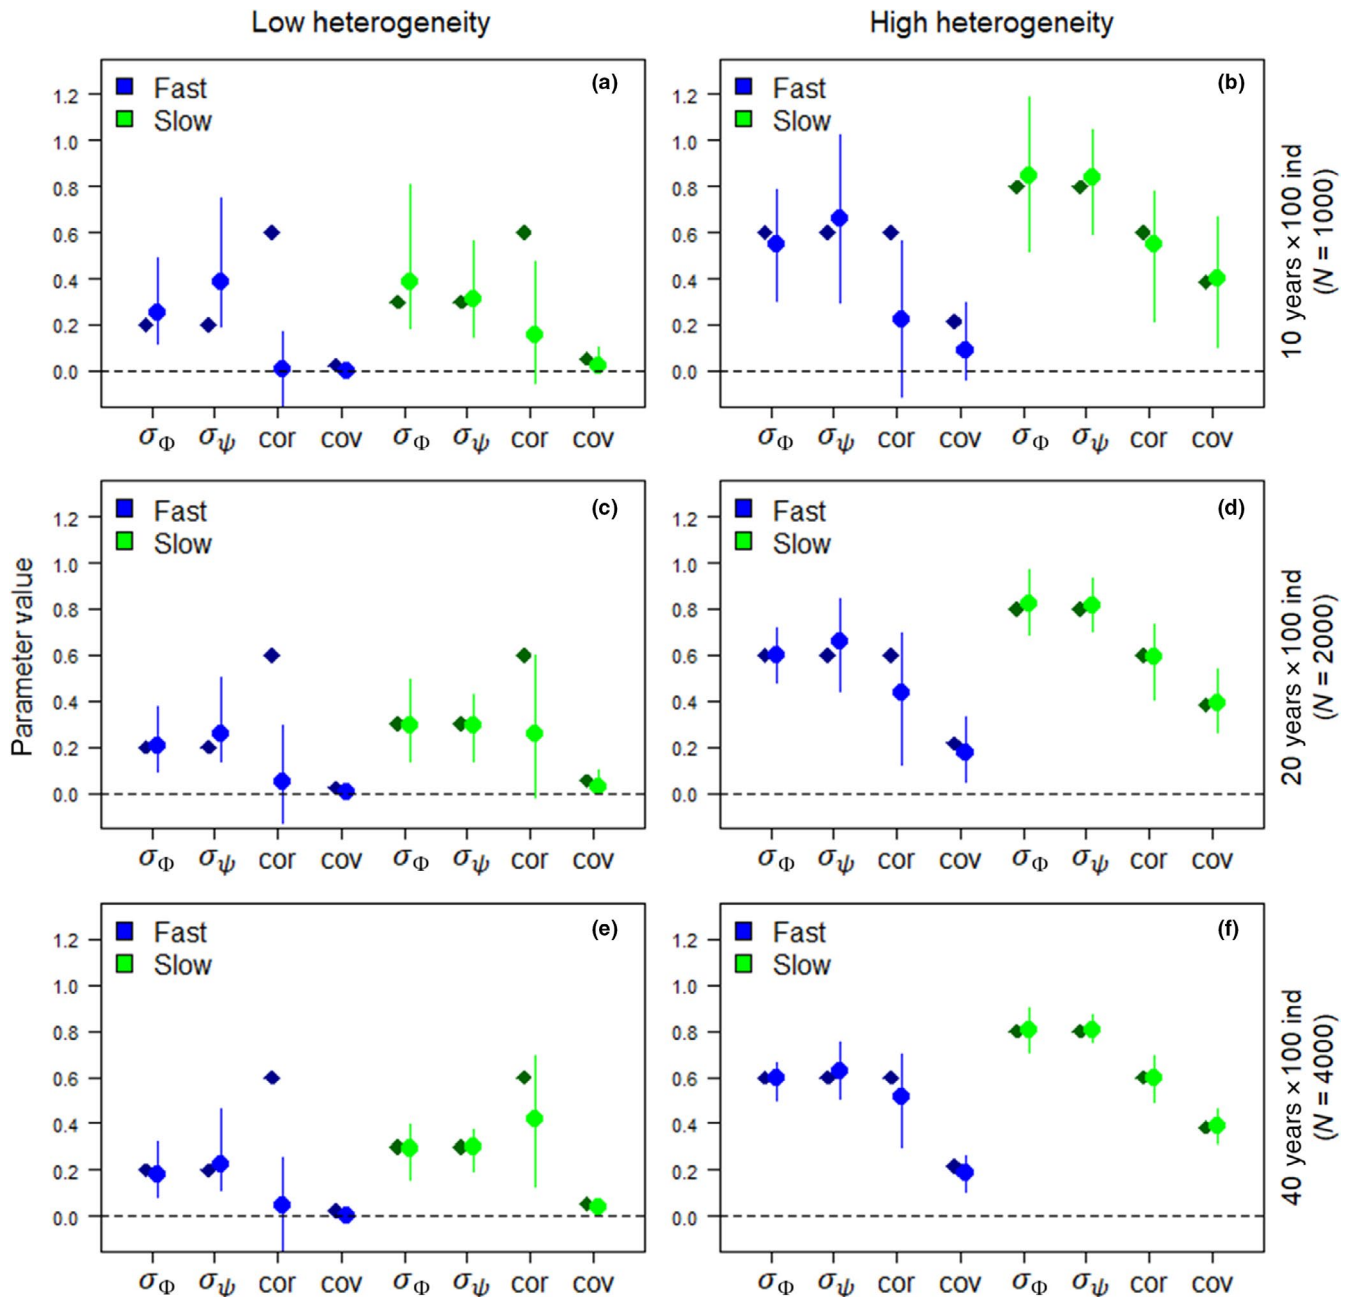 Low heterogeneity
High heterogeneity
Fast
Slow
(a)
1.2
1.0
0.8
0.6
0.4
0.2
0.0
σΦ σψ cor cov σΦ σψ cor cov
Fast
Slow
(b)
1.2
1.0
0.8
0.6
0.4
0.2
0.0
σΦ σψ cor cov σΦ σψ cor cov
10 years × 100 ind
(N = 1000)
Parameter value
Fast
Slow
(c)
1.2
1.0
0.8
0.6
0.4
0.2
0.0
σΦ σψ cor cov σΦ σψ cor cov
Fast
Slow
(d)
1.2
1.0
0.8
0.6
0.4
0.2
0.0
σΦ σψ cor cov σΦ σψ cor cov
20 years × 100 ind
(N = 2000)
Fast
Slow
(e)
1.2
1.0
0.8
0.6
0.4
0.2
0.0
σΦ σψ cor cov σΦ σψ cor cov
Fast
Slow
(f)
1.2
1.0
0.8
0.6
0.4
0.2
0.0
σΦ σψ cor cov σΦ σψ cor cov
40 years × 100 ind
(N = 4000)